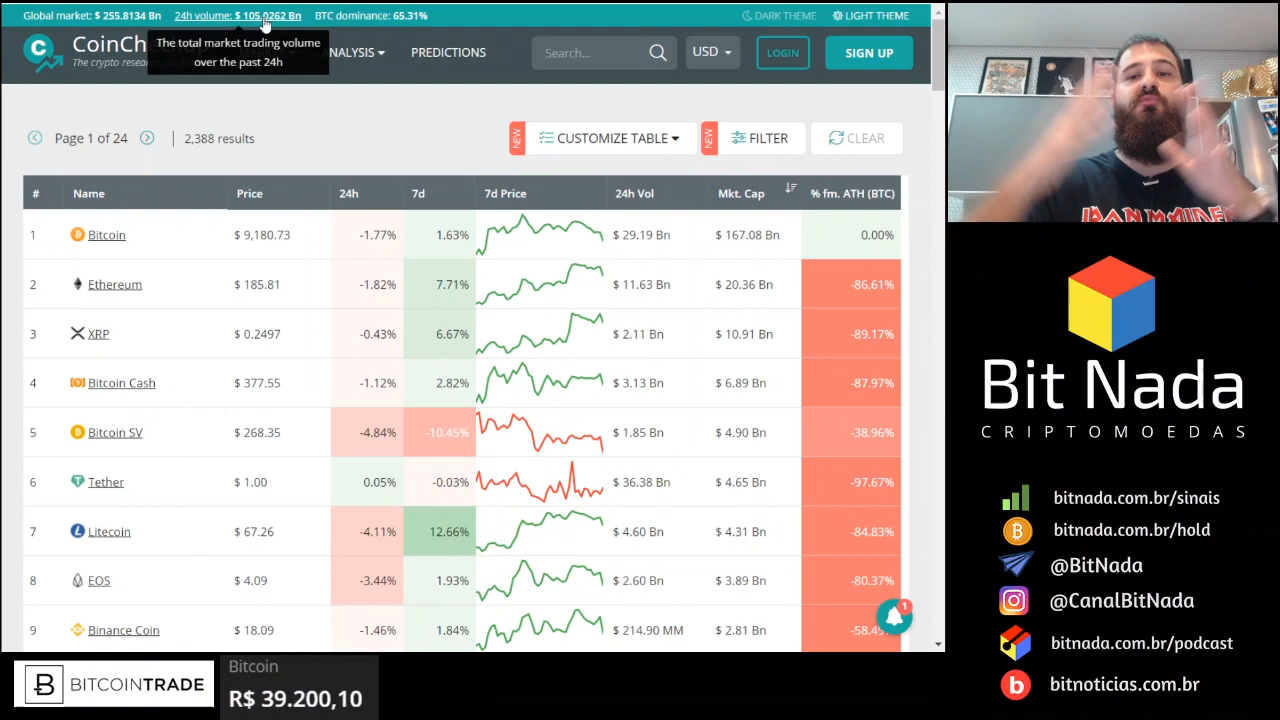 Global market: $ 255.8134 Bn 24h volume: $ 105.0262 Bn BTC dominance: 65.31% DARK THEME LIGHT THEME
The total market trading volume
over the past 24h
CoinChe
The crypto resear
ANALYSIS PREDICTIONS Search... USD LOGIN SIGN UP
Page 1 of 24 2,388 results NEW CUSTOMIZE TABLE NEW FILTER CLEAR
# Name Price 24h 7d 7d Price 24h Vol Mkt. Cap % fm. ATH (BTC)
1 Bitcoin $ 9,180.73 -1.77% 1.63% $ 29.19 Bn $ 167.08 Bn 0.00%
2 Ethereum $ 185.81 -1.82% 7.71% $ 11.63 Bn $ 20.36 Bn -86.61%
3 XRP $ 0.2497 -0.43% 6.67% $ 2.11 Bn $ 10.91 Bn -89.17%
4 Bitcoin Cash $ 377.55 -1.12% 2.82% $ 3.13 Bn $ 6.89 Bn -87.97%
5 Bitcoin SV $ 268.35 -4.84% -10.45% $ 1.85 Bn $ 4.90 Bn -38.96%
6 Tether $ 1.00 0.05% -0.03% $ 36.38 Bn $ 4.65 Bn -97.67%
7 Litecoin $ 67.26 -4.11% 12.66% $ 4.60 Bn $ 4.31 Bn -84.83%
8 EOS $ 4.09 -3.44% 1.93% $ 2.60 Bn $ 3.89 Bn -80.37%
9 Binance Coin $ 18.09 -1.46% 1.84% $ 214.90 MM $ 2.81 Bn
1
BITCOINTRADE
Bitcoin
R$ 39.200,10
IRON MAIDEN
Bit Nada
CRIPTOMOEDAS
bitnada.com.br/sinais
bitnada.com.br/hold
@BitNada
@CanalBitNada
bitnada.com.br/podcast
bitnoticias.com.br